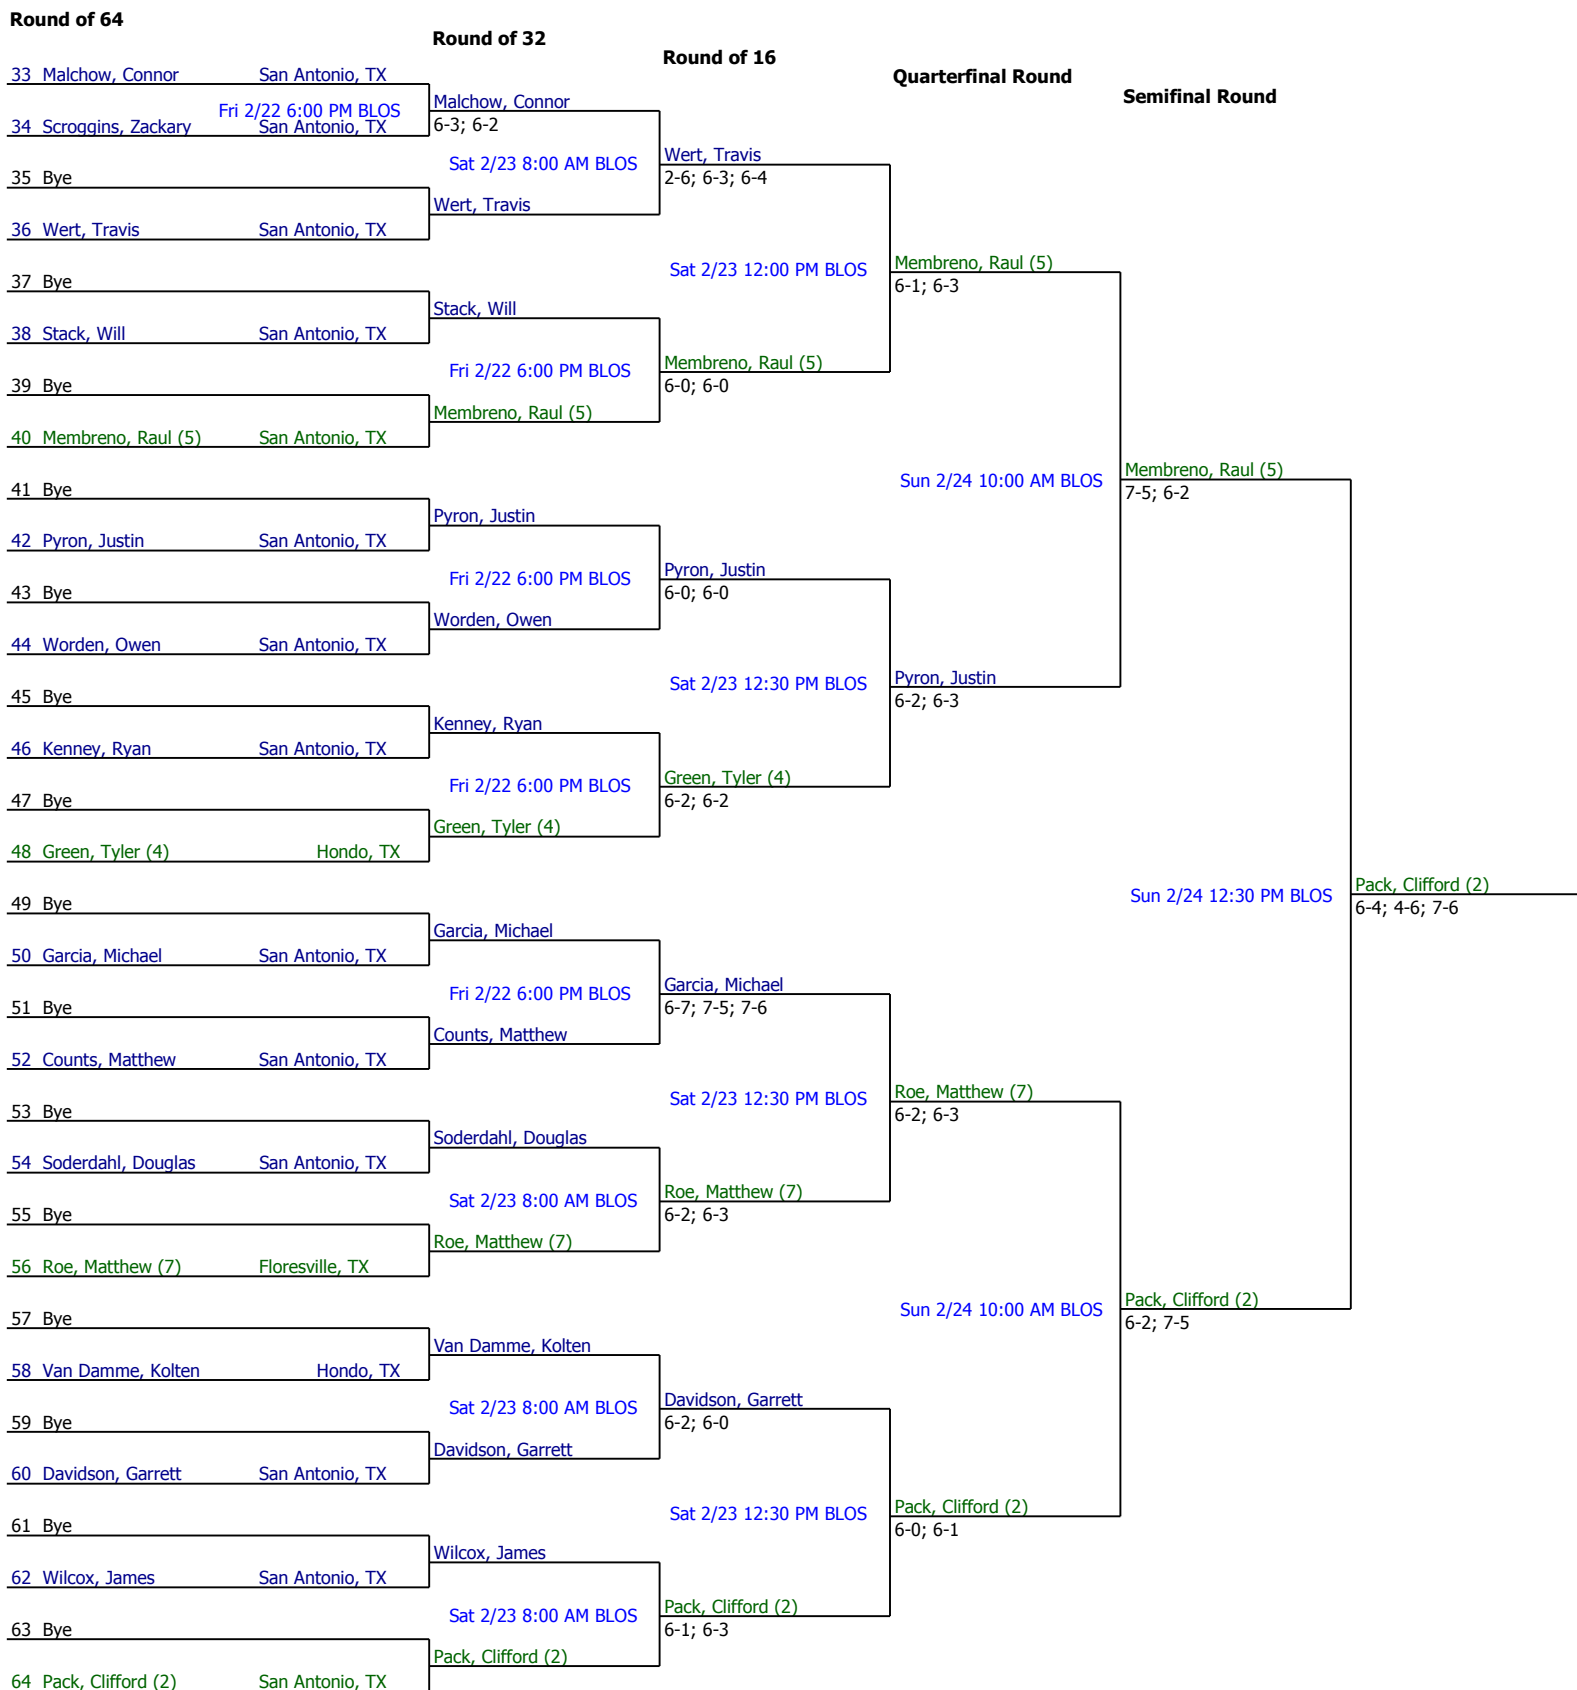 Round of 64
Round of 32
Round of 16
Quarterfinal Round
Semifinal Round
33 Malchow, Connor San Antonio, TX
Fri 2/22 6:00 PM BLOS
34 Scroggins, Zackary San Antonio, TX
35 Bye
36 Wert, Travis San Antonio, TX
37 Bye
38 Stack, Will San Antonio, TX
39 Bye
40 Membreno, Raul (5) San Antonio, TX
41 Bye
42 Pyron, Justin San Antonio, TX
43 Bye
44 Worden, Owen San Antonio, TX
45 Bye
46 Kenney, Ryan San Antonio, TX
47 Bye
48 Green, Tyler (4) Hondo, TX
49 Bye
50 Garcia, Michael San Antonio, TX
51 Bye
52 Counts, Matthew San Antonio, TX
53 Bye
54 Soderdahl, Douglas San Antonio, TX
55 Bye
56 Roe, Matthew (7) Floresville, TX
57 Bye
58 Van Damme, Kolten Hondo, TX
59 Bye
60 Davidson, Garrett San Antonio, TX
61 Bye
62 Wilcox, James San Antonio, TX
63 Bye
64 Pack, Clifford (2) San Antonio, TX
Malchow, Connor
6-3; 6-2
Sat 2/23 8:00 AM BLOS
Wert, Travis
Stack, Will
Fri 2/22 6:00 PM BLOS
Membreno, Raul (5)
Pyron, Justin
Fri 2/22 6:00 PM BLOS
Worden, Owen
Kenney, Ryan
Fri 2/22 6:00 PM BLOS
Green, Tyler (4)
Garcia, Michael
Fri 2/22 6:00 PM BLOS
Counts, Matthew
Soderdahl, Douglas
Sat 2/23 8:00 AM BLOS
Roe, Matthew (7)
Van Damme, Kolten
Sat 2/23 8:00 AM BLOS
Davidson, Garrett
Wilcox, James
Sat 2/23 8:00 AM BLOS
Pack, Clifford (2)
Wert, Travis
2-6; 6-3; 6-4
Sat 2/23 12:00 PM BLOS
Membreno, Raul (5)
6-0; 6-0
Pyron, Justin
6-0; 6-0
Sat 2/23 12:30 PM BLOS
Green, Tyler (4)
6-2; 6-2
Garcia, Michael
6-7; 7-5; 7-6
Sat 2/23 12:30 PM BLOS
Roe, Matthew (7)
6-2; 6-3
Davidson, Garrett
6-2; 6-0
Sat 2/23 12:30 PM BLOS
Pack, Clifford (2)
6-1; 6-3
Membreno, Raul (5)
6-1; 6-3
Sun 2/24 10:00 AM BLOS
Pyron, Justin
6-2; 6-3
Roe, Matthew (7)
6-2; 6-3
Sun 2/24 10:00 AM BLOS
Pack, Clifford (2)
6-0; 6-1
Membreno, Raul (5)
7-5; 6-2
Sun 2/24 12:30 PM BLOS
Pack, Clifford (2)
6-2; 7-5
Pack, Clifford (2)
6-4; 4-6; 7-6